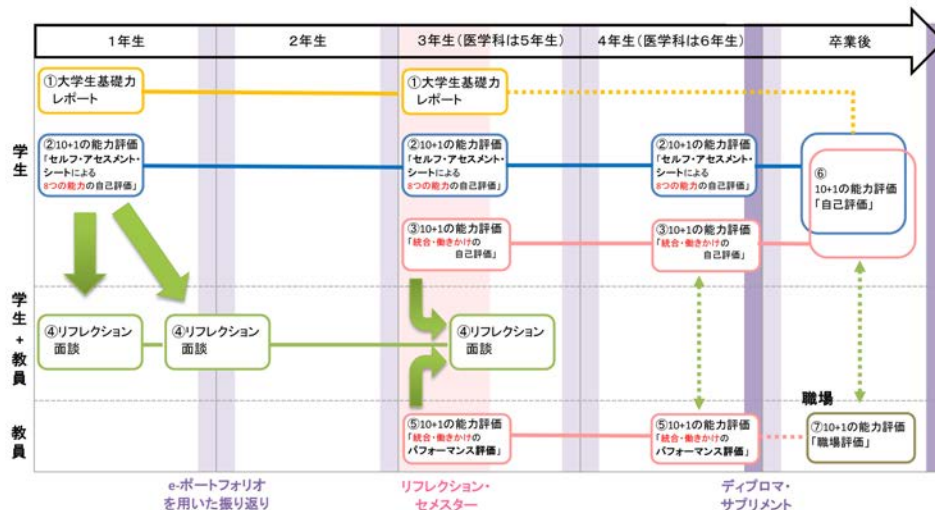 1年生
2年生
3年生(医学科は5年生)
4年生(医学科は6年生)
卒業後
学生
①大学生基礎力
レポート
①大学生基礎力
レポート
②10+1の能力評価
「セルフ・アセスメント・
シートによる
8つの能力の自己評価」
②10+1の能力評価
「セルフ・アセスメント・
シートによる
8つの能力の自己評価」
②10+1の能力評価
「セルフ・アセスメント・
シートによる
8つの能力の自己評価」
⑥
10+1の能力評価
「自己評価」
③10+1の能力評価
「統合・働きかけの
自己評価」
③10+1の能力評価
「統合・働きかけの
自己評価」
学生+教員
④リフレクション
面談
④リフレクション
面談
④リフレクション
面談
教員
⑤10+1の能力評価
「統合・働きかけの
パフォーマンス評価」
⑤10+1の能力評価
「統合・働きかけの
パフォーマンス評価」
職場
⑦10+1の能力評価
「職場評価」
e-ポートフォリオ
を用いた振り返り
リフレクション・
セメスター
ディプロマ・
サプリメント